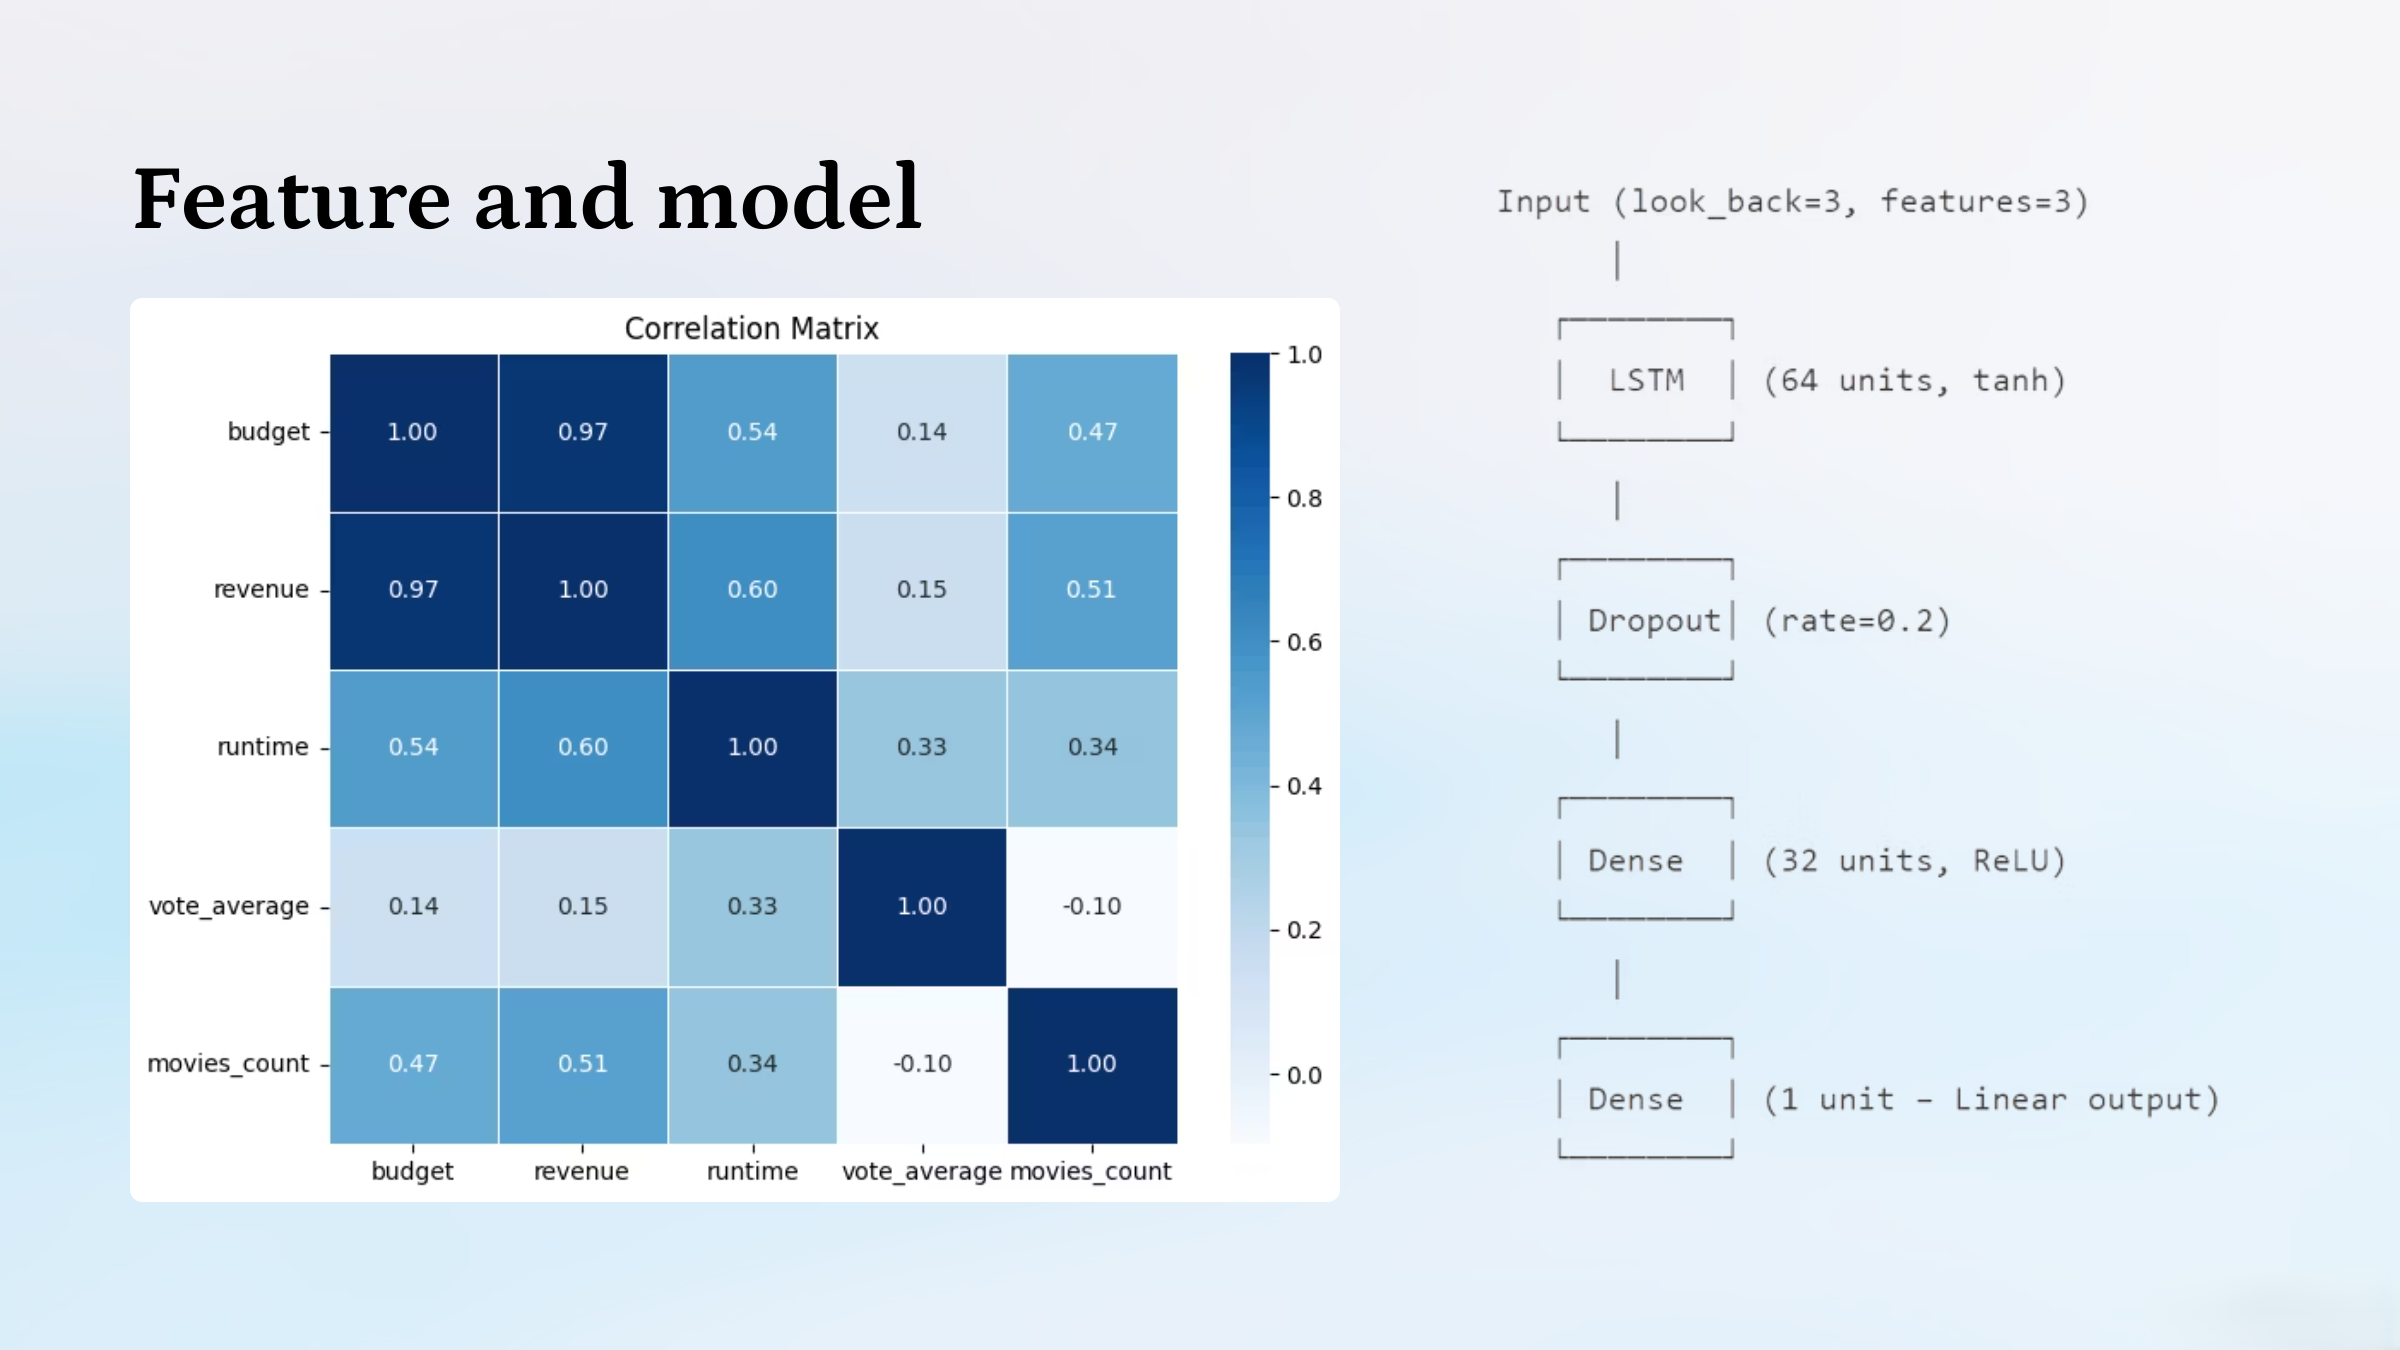 Feature and model
Correlation Matrix
budget 1.00 0.97 0.54 0.14 0.47
revenue 0.97 1.00 0.60 0.15 0.51
runtime 0.54 0.60 1.00 0.33 0.34
vote_average 0.14 0.15 0.33 1.00 -0.10
movies_count 0.47 0.51 0.34 -0.10 1.00
budget revenue runtime vote_average movies_count
1.0
0.8
0.6
0.4
0.2
0.0
Input (look_back=3, features=3)
LSTM (64 units, tanh)
Dropout (rate=0.2)
Dense (32 units, ReLU)
Dense (1 unit – Linear output)